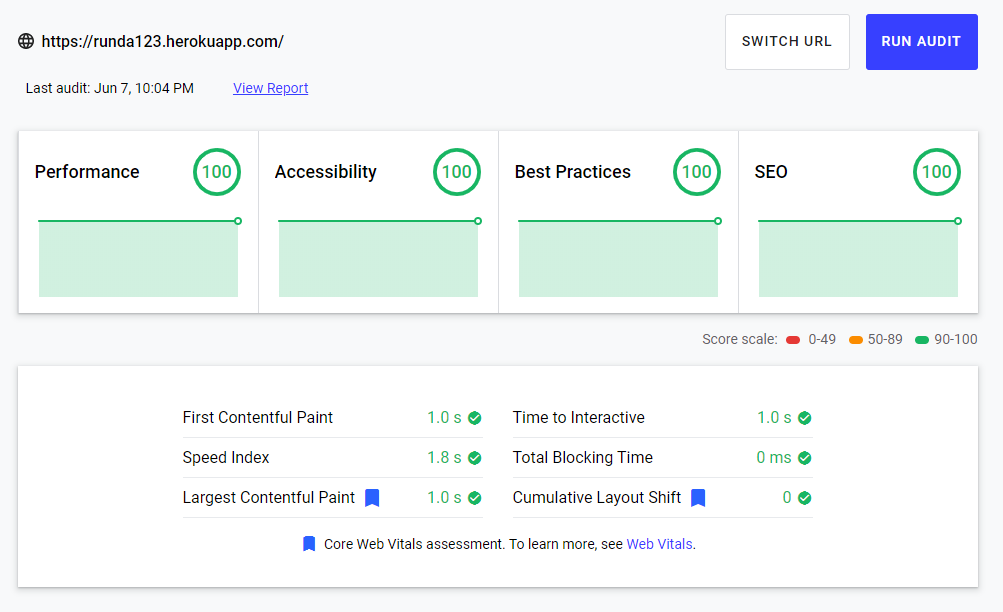 https://runda123.herokuapp.com/
SWITCH URL
RUN AUDIT
Last audit: Jun 7, 10:04 PM View Report
Performance 100
Accessibility 100
Best Practices 100
SEO 100
Score scale: 0-49 50-89 90-100
First Contentful Paint 1.0 s
Time to Interactive 1.0 s
Speed Index 1.8 s
Total Blocking Time 0 ms
Largest Contentful Paint 1.0 s
Cumulative Layout Shift 0
Core Web Vitals assessment. To learn more, see Web Vitals.